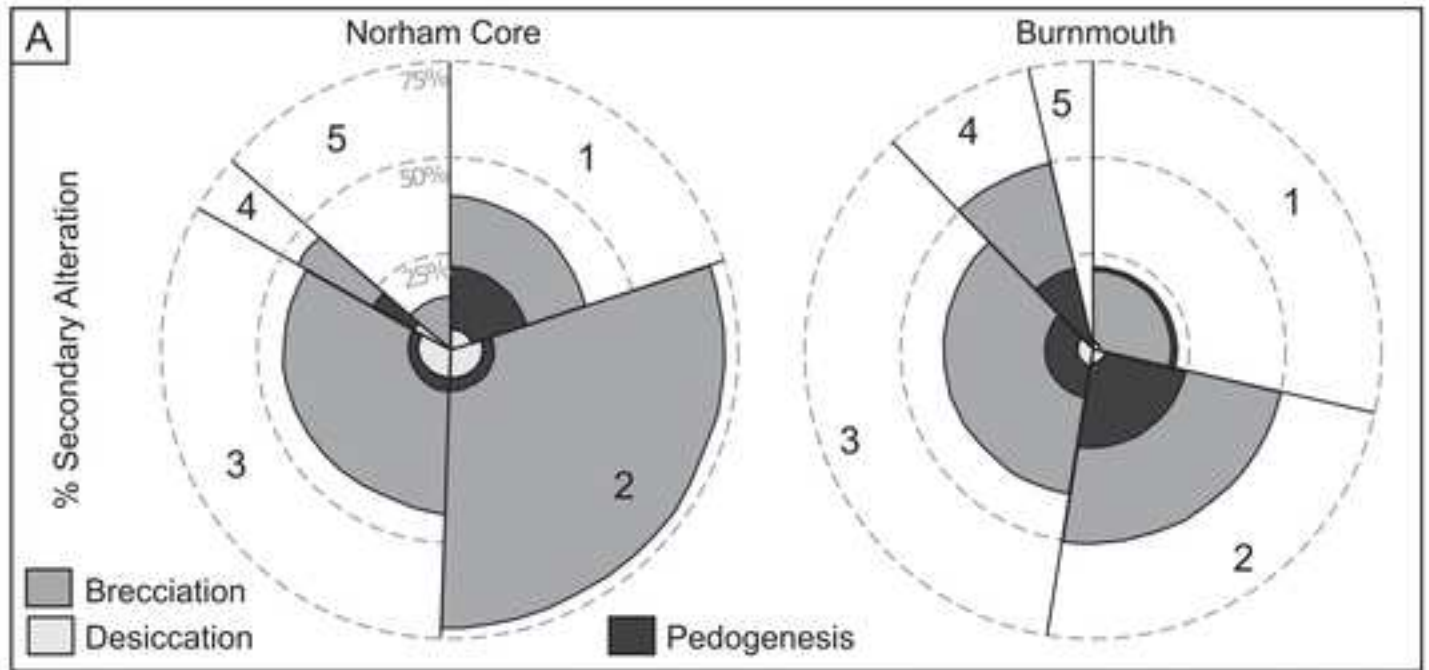 A
Norham Core
Burnmouth
75%
50%
25%
1
2
3
4
5
1
2
3
4
5
% Secondary Alteration
Brecciation
Desiccation
Pedogenesis